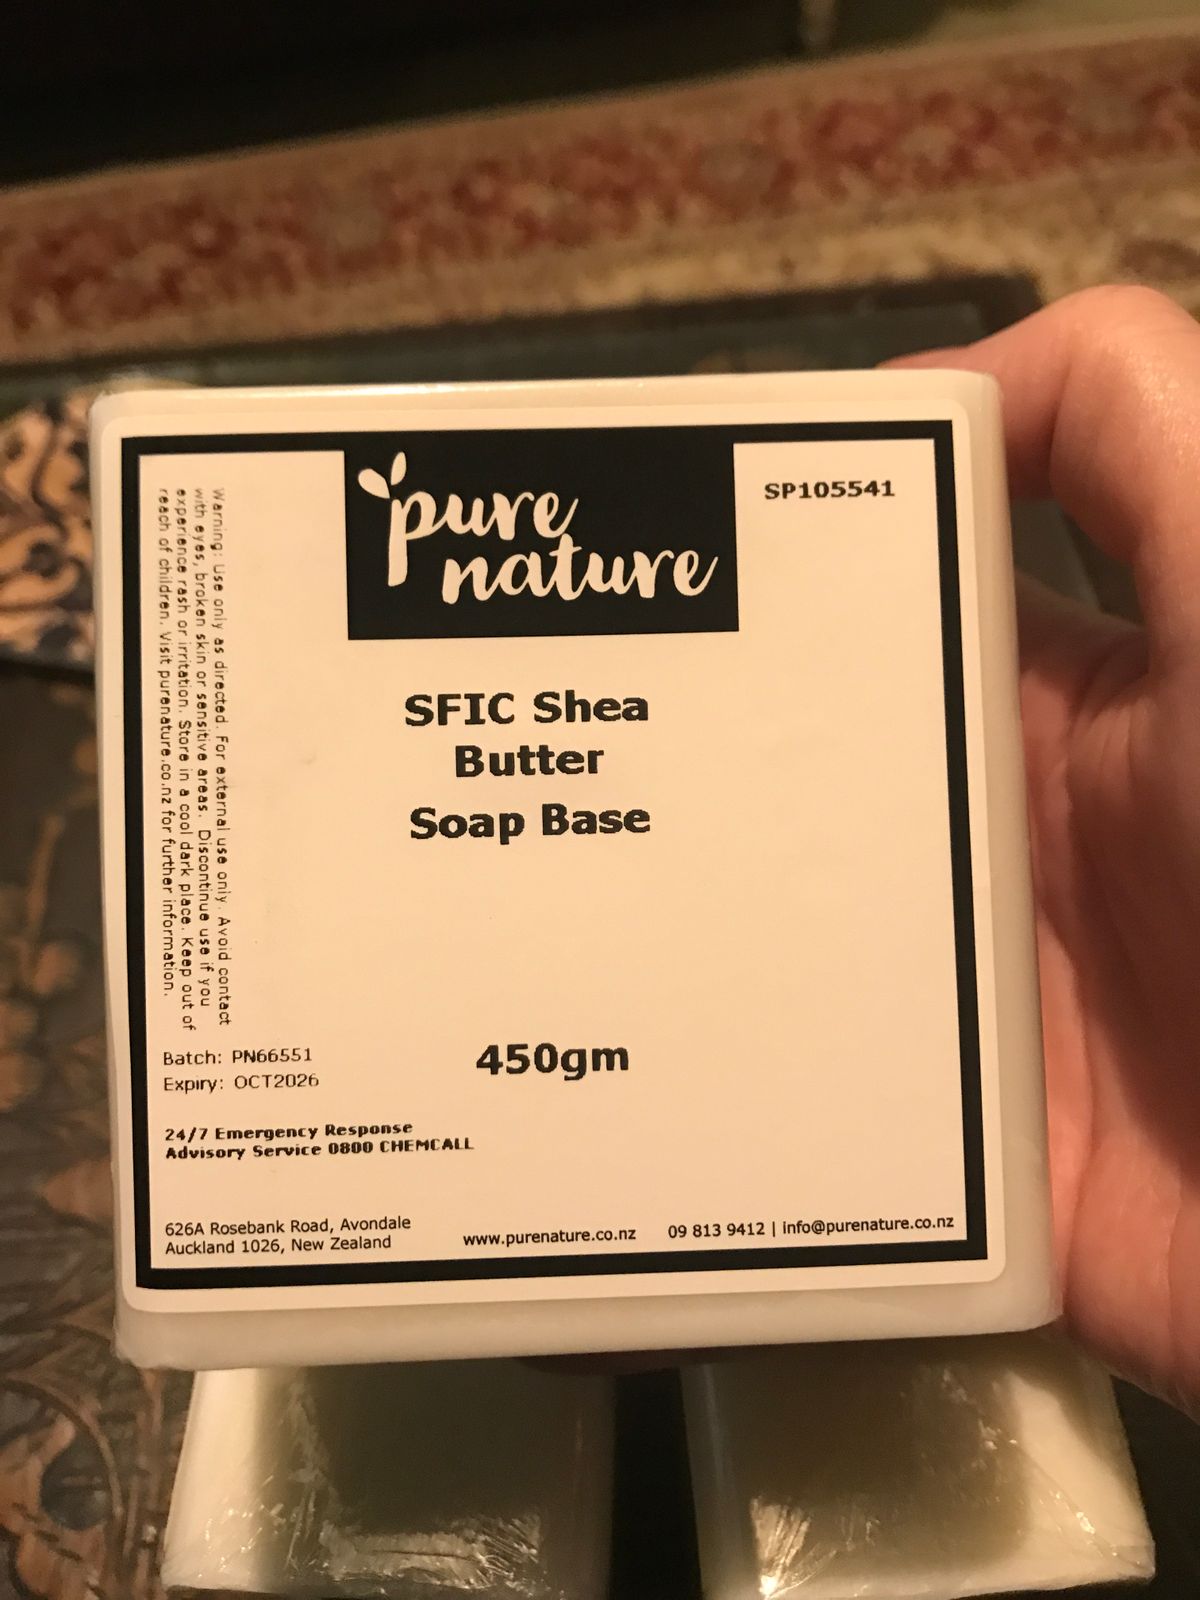 pure
nature
SP105541
SFIC Shea
Butter
Soap Base
450gm
Warning: Use only as directed. For external use only. Avoid contact
with eyes, broken skin or sensitive areas. Discontinue use if you
experience rash or irritation. Store in a cool dark place. Keep out of
reach of children. Visit purenature.co.nz for further information.
Batch: PN66551
Expiry: OCT2026
24/7 Emergency Response
Advisory Service 0800 CHEMCALL
626A Rosebank Road, Avondale
Auckland 1026, New Zealand
www.purenature.co.nz
09 813 9412 | info@purenature.co.nz